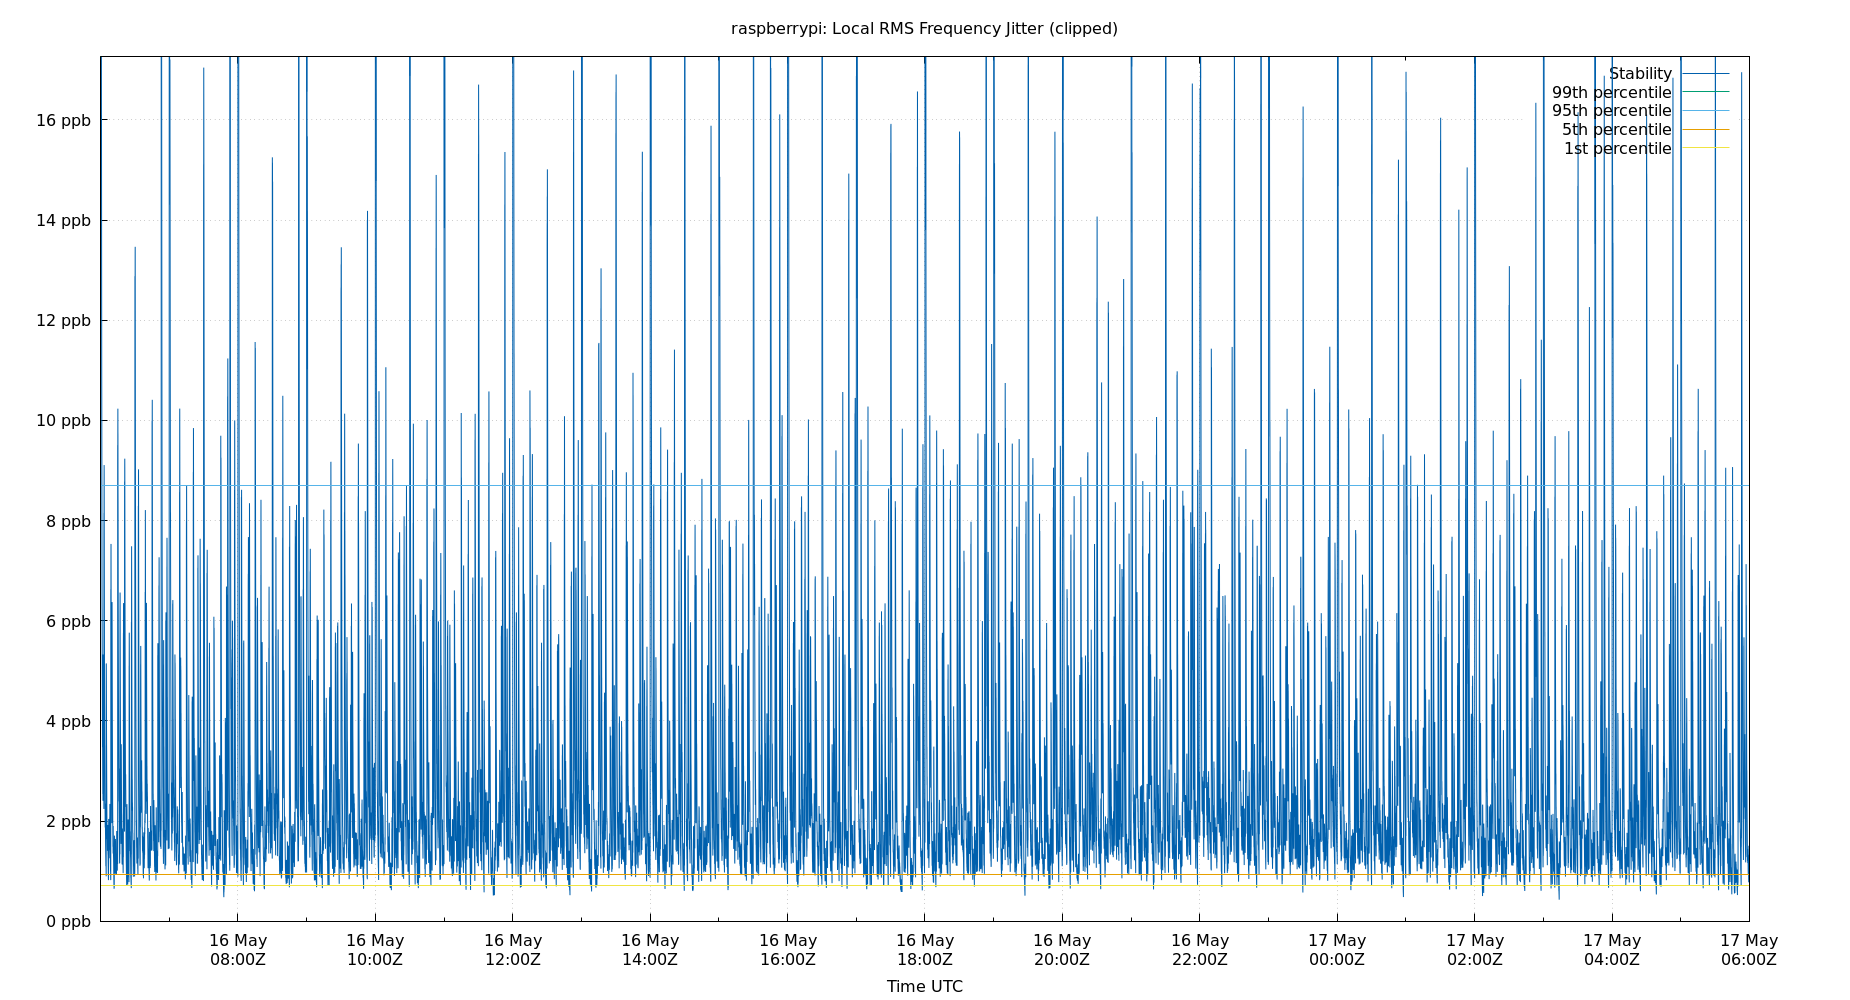 raspberrypi: Local RMS Frequency Jitter (clipped)
Stability
99th percentile
95th percentile
5th percentile
1st percentile
16 ppb
14 ppb
12 ppb
10 ppb
8 ppb
6 ppb
4 ppb
2 ppb
0 ppb
16 May 16 May 16 May 16 May 16 May 16 May 16 May 16 May 17 May 17 May 17 May 17 May
08:00Z 10:00Z 12:00Z 14:00Z 16:00Z 18:00Z 20:00Z 22:00Z 00:00Z 02:00Z 04:00Z 06:00Z
Time UTC